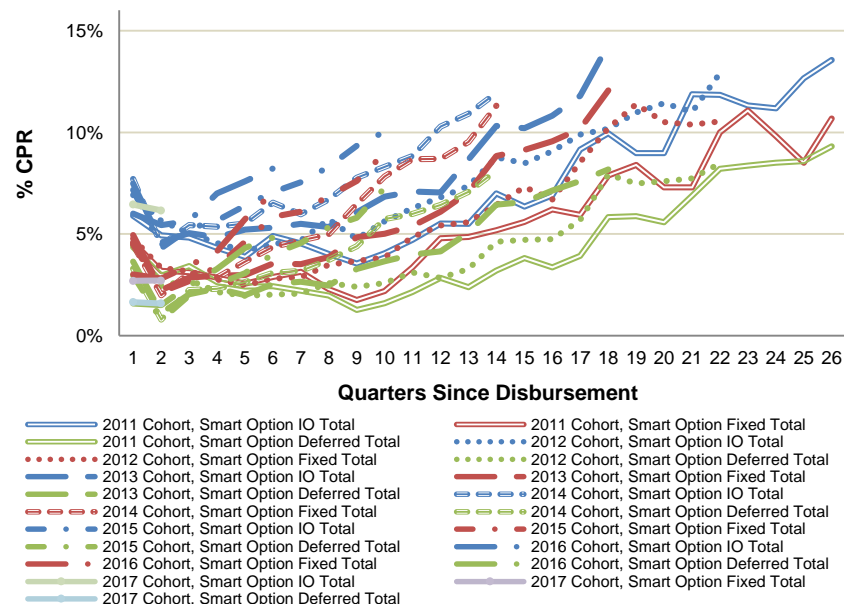 15%
10%
5%
0%
% CPR
1 2 3 4 5 6 7 8 9 10 11 12 13 14 15 16 17 18 19 20 21 22 23 24 25 26
Quarters Since Disbursement
2011 Cohort, Smart Option IO Total
2011 Cohort, Smart Option Fixed Total
2011 Cohort, Smart Option Deferred Total
2012 Cohort, Smart Option IO Total
2012 Cohort, Smart Option Fixed Total
2012 Cohort, Smart Option Deferred Total
2013 Cohort, Smart Option IO Total
2013 Cohort, Smart Option Fixed Total
2013 Cohort, Smart Option Deferred Total
2014 Cohort, Smart Option IO Total
2014 Cohort, Smart Option Fixed Total
2014 Cohort, Smart Option Deferred Total
2015 Cohort, Smart Option IO Total
2015 Cohort, Smart Option Fixed Total
2015 Cohort, Smart Option Deferred Total
2016 Cohort, Smart Option IO Total
2016 Cohort, Smart Option Fixed Total
2016 Cohort, Smart Option Deferred Total
2017 Cohort, Smart Option IO Total
2017 Cohort, Smart Option Fixed Total
2017 Cohort, Smart Option Deferred Total